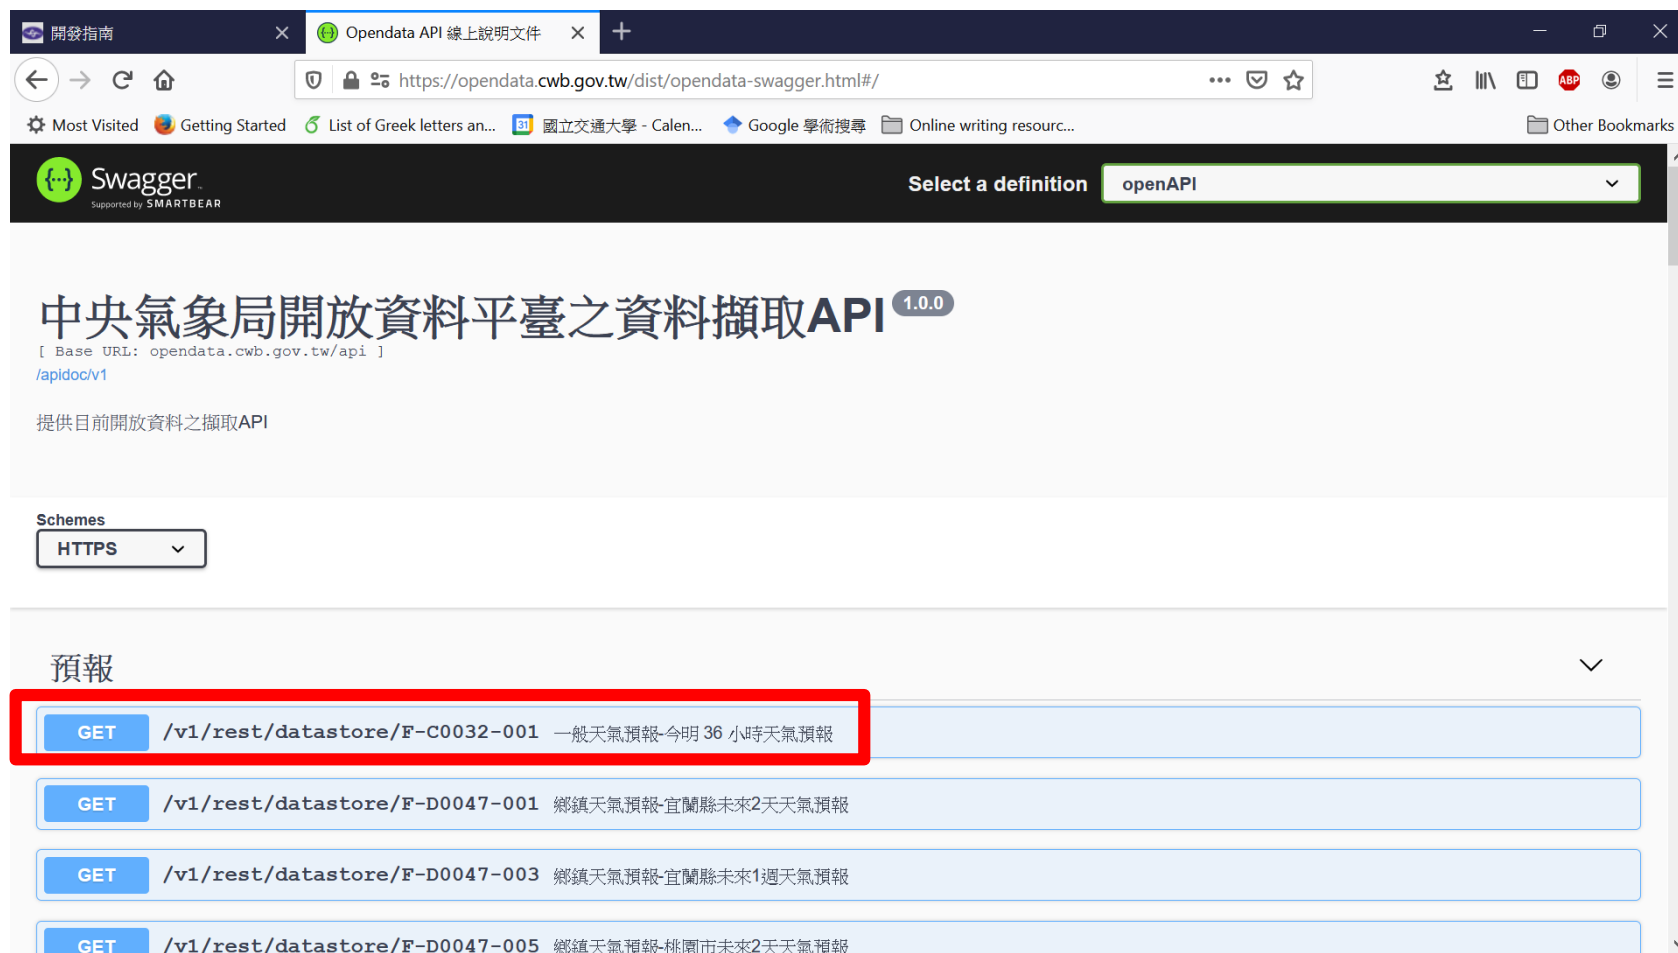 開發指南
Opendata API 線上說明文件
https://opendata.cwb.gov.tw/dist/opendata-swagger.html#/
ABP
Most Visited Getting Started List of Greek letters an... 31 國立交通大學 - Calen... Google 學術搜尋 Online writing resourc... Other Bookmarks
Swagger
Supported by SMARTBEAR
Select a definition openAPI
中央氣象局開放資料平臺之資料擷取API 1.0.0
[ Base URL: opendata.cwb.gov.tw/api ]
/apidoc/v1
提供目前開放資料之擷取API
Schemes
HTTPS
預報
GET /v1/rest/datastore/F-C0032-001 一般天氣預報-今明 36 小時天氣預報
GET /v1/rest/datastore/F-D0047-001 鄉鎮天氣預報-宜蘭縣未來2天天氣預報
GET /v1/rest/datastore/F-D0047-003 鄉鎮天氣預報-宜蘭縣未來1週天氣預報
GET /v1/rest/datastore/F-D0047-005 鄉鎮天氣預報-桃園市未來2天天氣預報